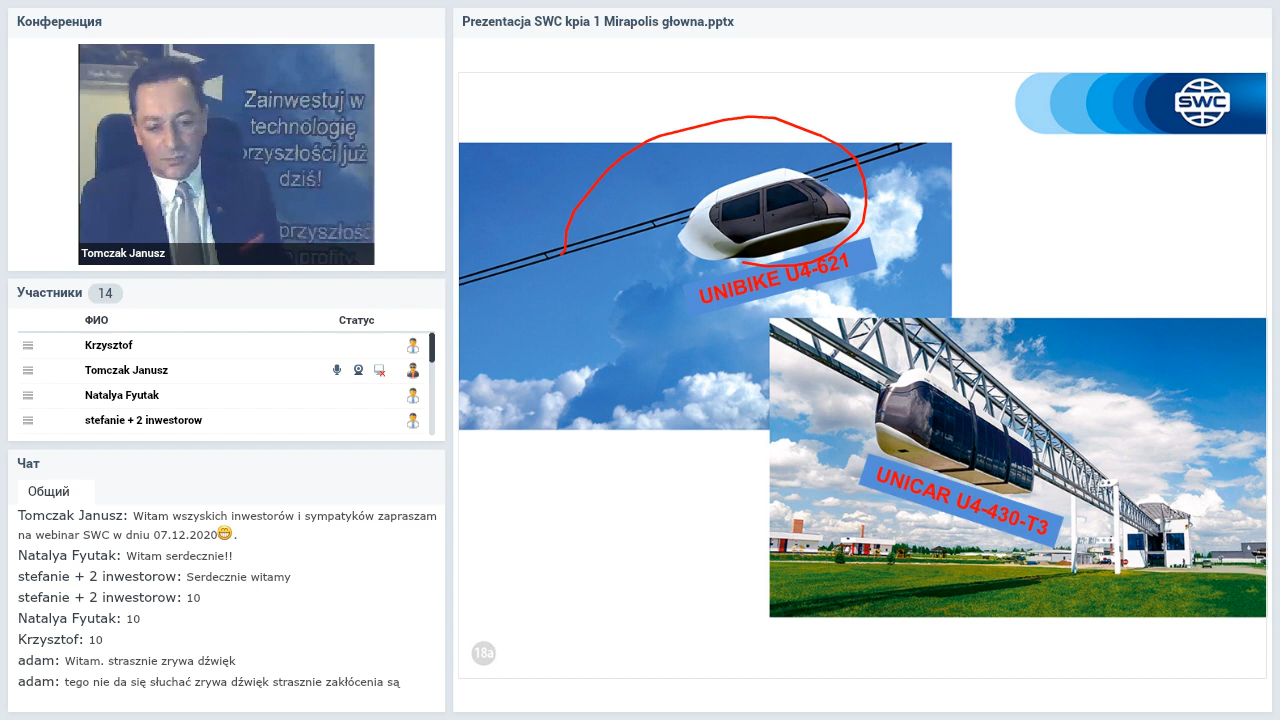 Конференция
Zainwestuj w
technologię
przyszłości już
dziś!
przyszłość
Tomczak Janusz
Участники 14
ФИО Статус
Krzysztof
Tomczak Janusz
Natalya Fyutak
stefanie + 2 inwestorow
Чат
Общий
Tomczak Janusz: Witam wszyskich inwestorów i sympatyków zapraszam
na webinar SWC w dniu 07.12.2020😁.
Natalya Fyutak: Witam serdecznie!!
stefanie + 2 inwestorow: Serdecznie witamy
stefanie + 2 inwestorow: 10
Natalya Fyutak: 10
Krzysztof: 10
adam: Witam. strasznie zrywa dźwięk
adam: tego nie da się słuchać zrywa dźwięk strasznie zakłócenia są
Prezentacja SWC kpia 1 Mirapolis głowna.pptx
SWC
UNIBIKE U4-621
UNICAR U4-430-T3
18a